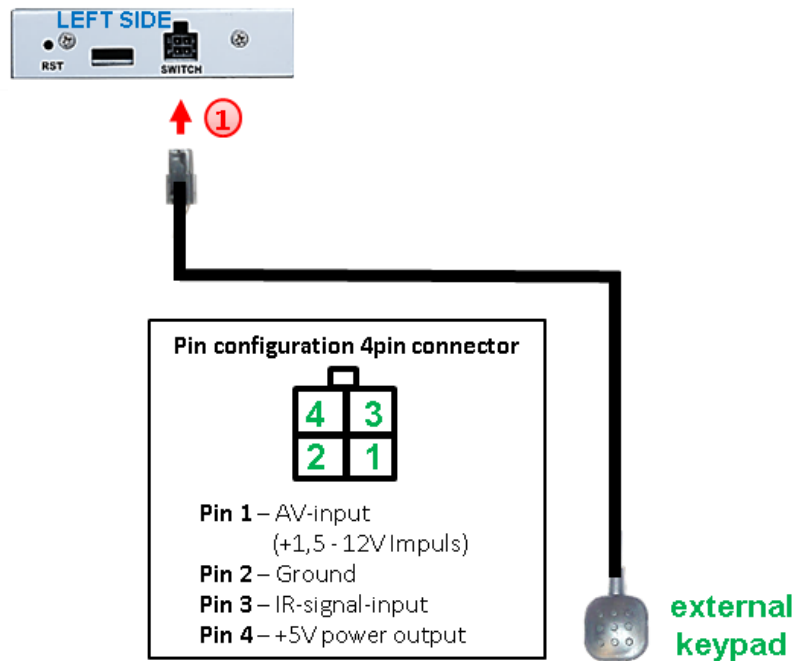 LEFT SIDE
RST
SWITCH
1
Pin configuration 4pin connector
4 3
2 1
Pin 1 – AV-input
(+1,5 - 12V Impuls)
Pin 2 – Ground
Pin 3 – IR-signal-input
Pin 4 – +5V power output
external
keypad